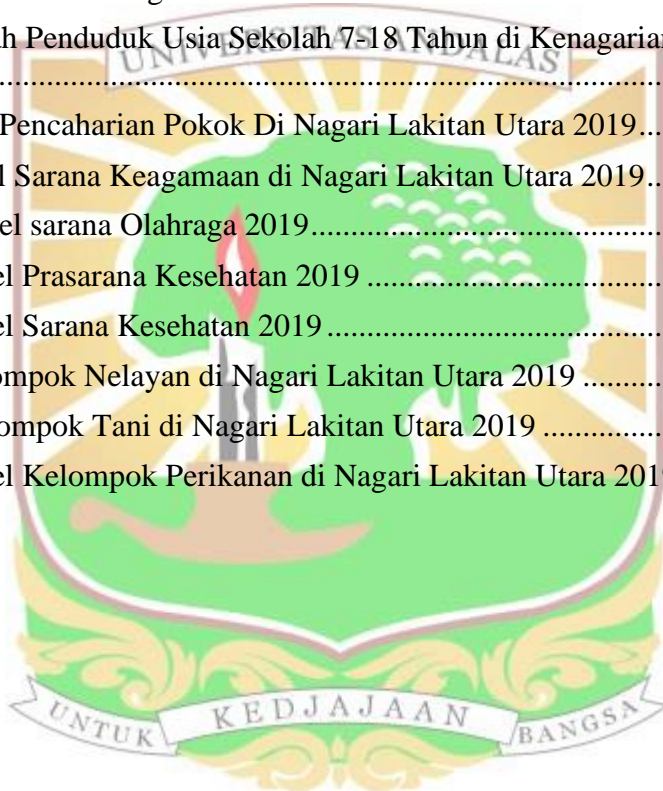 ah Penduduk Usia Sekolah 7-18 Tahun di Kenagarian
UNIVERSITAS ANDALAS
................................................................................
Pencaharian Pokok Di Nagari Lakitan Utara 2019...
l Sarana Keagamaan di Nagari Lakitan Utara 2019..
el sarana Olahraga 2019...........................................
el Prasarana Kesehatan 2019 ...................................
el Sarana Kesehatan 2019 ........................................
ompok Nelayan di Nagari Lakitan Utara 2019 ..........
ompok Tani di Nagari Lakitan Utara 2019 ...............
el Kelompok Perikanan di Nagari Lakitan Utara 2019
UNTUK KEDJAJAAN BANGSA